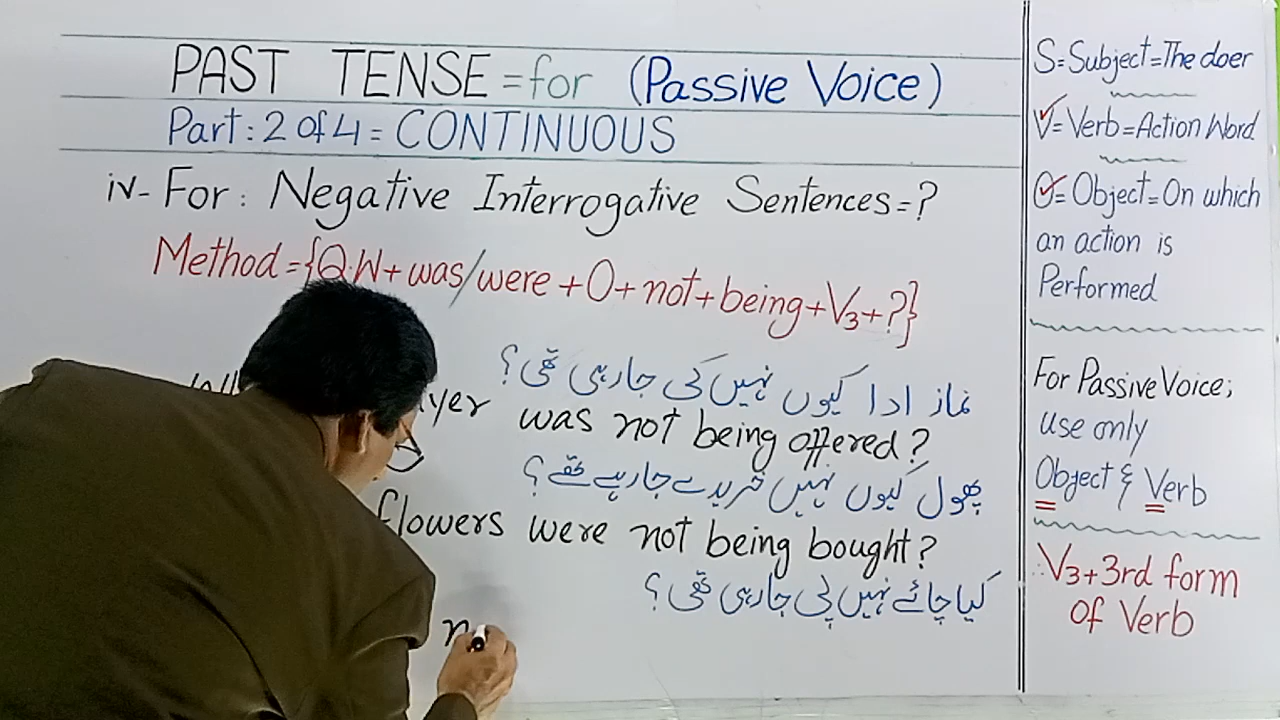 PAST TENSE = for (Passive Voice)
Part: 2 of 4 = CONTINUOUS
iv- For: Negative Interrogative Sentences=?
Method = {Q.W+ was/were + O + not + being + V3 + ?}
نماز ادا کیوں نہیں کی جا رہی تھی؟
was not being offered?
پھول کیوں نہیں خریدے جا رہے تھے؟
flowers were not being bought?
کیا چائے نہیں پی جا رہی تھی؟
S=Subject=The doer
V=Verb=Action Word
O=Object=On which
an action is
Performed
For Passive Voice;
use only
Object & Verb
∴V3+3rd form
of Verb